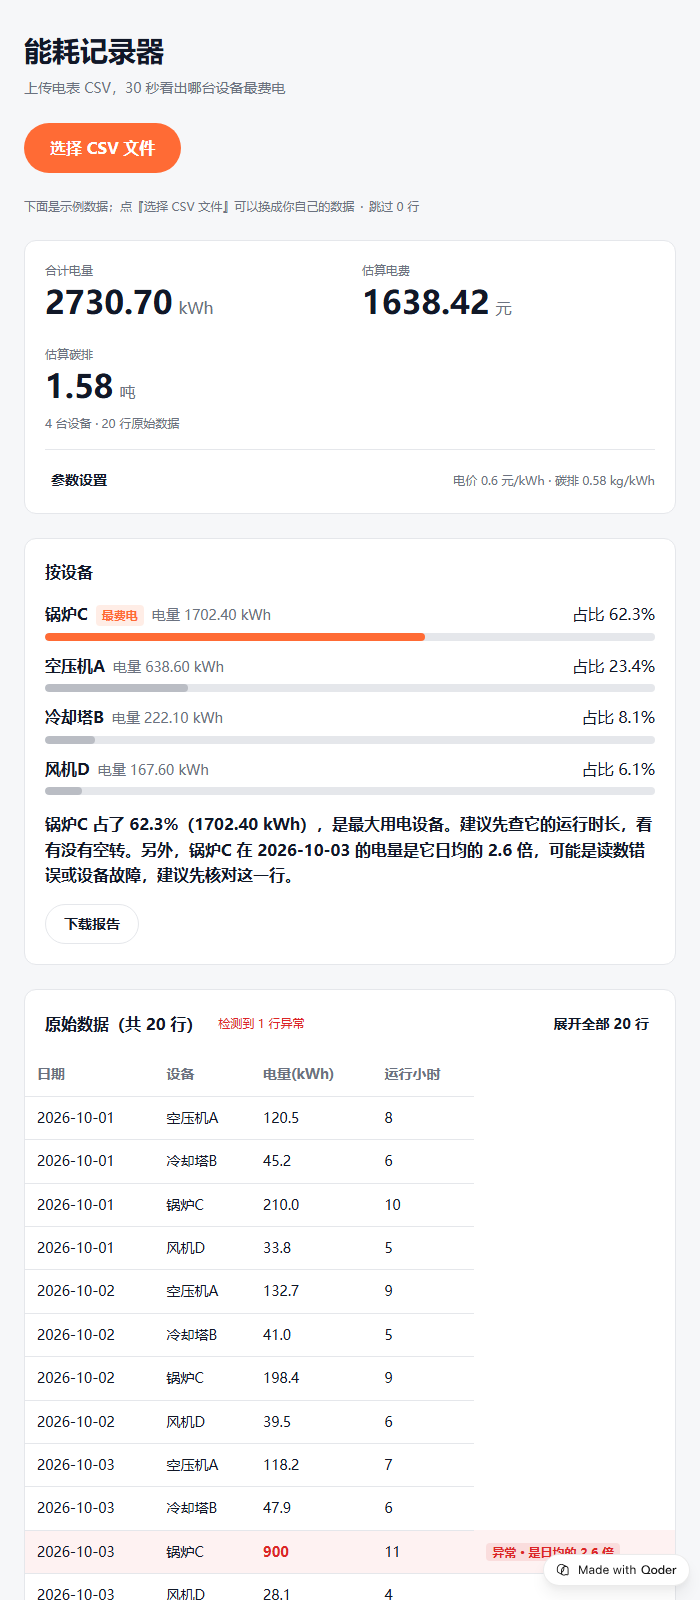 能耗记录器
上传电表 CSV，30 秒看出哪台设备最费电
选择 CSV 文件
下面是示例数据；点『选择 CSV 文件』可以换成你自己的数据 · 跳过 0 行
合计电量
2730.70 kWh
估算电费
1638.42 元
估算碳排
1.58 吨
4 台设备 · 20 行原始数据
参数设置
电价 0.6 元/kWh · 碳排 0.58 kg/kWh
按设备
锅炉C 最费电 电量 1702.40 kWh 占比 62.3%
空压机A 电量 638.60 kWh 占比 23.4%
冷却塔B 电量 222.10 kWh 占比 8.1%
风机D 电量 167.60 kWh 占比 6.1%
锅炉C 占了 62.3%（1702.40 kWh），是最大用电设备。建议先查它的运行时长，看
有没有空转。另外，锅炉C 在 2026-10-03 的电量是它日均的 2.6 倍，可能是读数错
误或设备故障，建议先核对这一行。
下载报告
原始数据（共 20 行） 检测到 1 行异常 展开全部 20 行
日期 设备 电量(kWh) 运行小时
2026-10-01 空压机A 120.5 8
2026-10-01 冷却塔B 45.2 6
2026-10-01 锅炉C 210.0 10
2026-10-01 风机D 33.8 5
2026-10-02 空压机A 132.7 9
2026-10-02 冷却塔B 41.0 5
2026-10-02 锅炉C 198.4 9
2026-10-02 风机D 39.5 6
2026-10-03 空压机A 118.2 7
2026-10-03 冷却塔B 47.9 6
2026-10-03 锅炉C 900 11 异常 · 是日均的 2.6 倍
2026-10-03 风机D 28.1 4
Made with Qoder